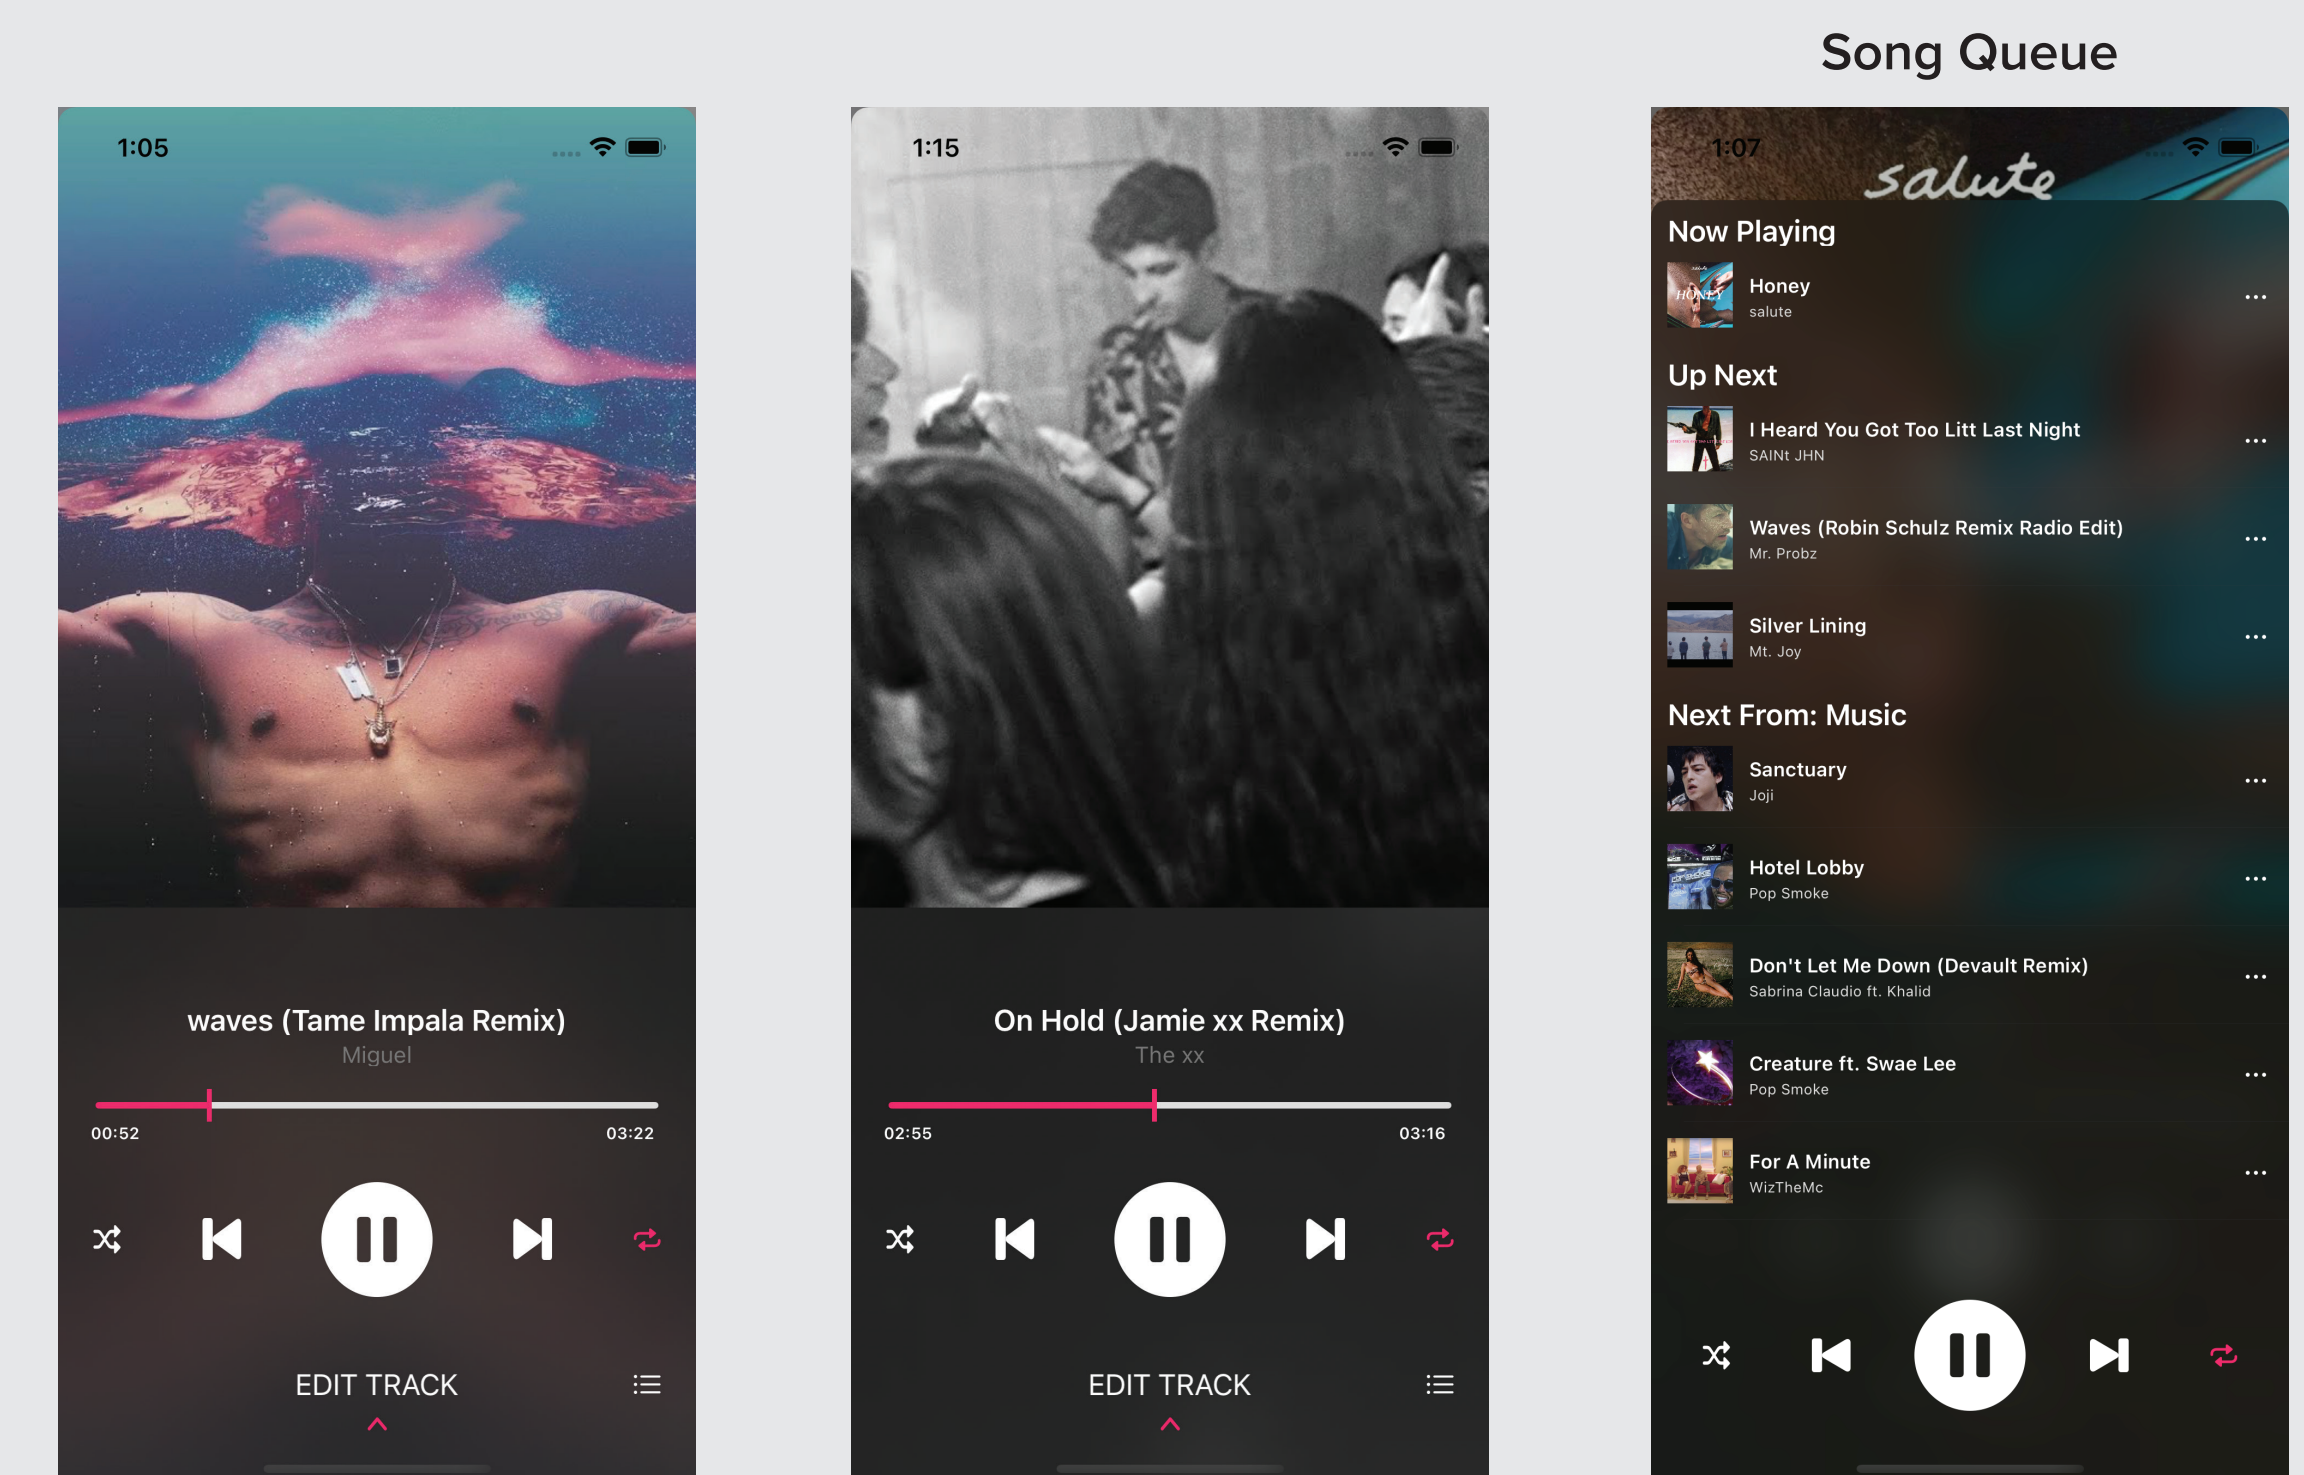 Song Queue
1:05
waves (Tame Impala Remix)
Miguel
00:52
03:22
EDIT TRACK
1:15
On Hold (Jamie xx Remix)
The xx
02:55
03:16
EDIT TRACK
1:07
salute
Now Playing
HONEY
Honey
salute
Up Next
I Heard You Got Too Litt Last Night
SAINt JHN
Waves (Robin Schulz Remix Radio Edit)
Mr. Probz
Silver Lining
Mt. Joy
Next From: Music
Sanctuary
Joji
Hotel Lobby
Pop Smoke
Don't Let Me Down (Devault Remix)
Sabrina Claudio ft. Khalid
Creature ft. Swae Lee
Pop Smoke
For A Minute
WizTheMc